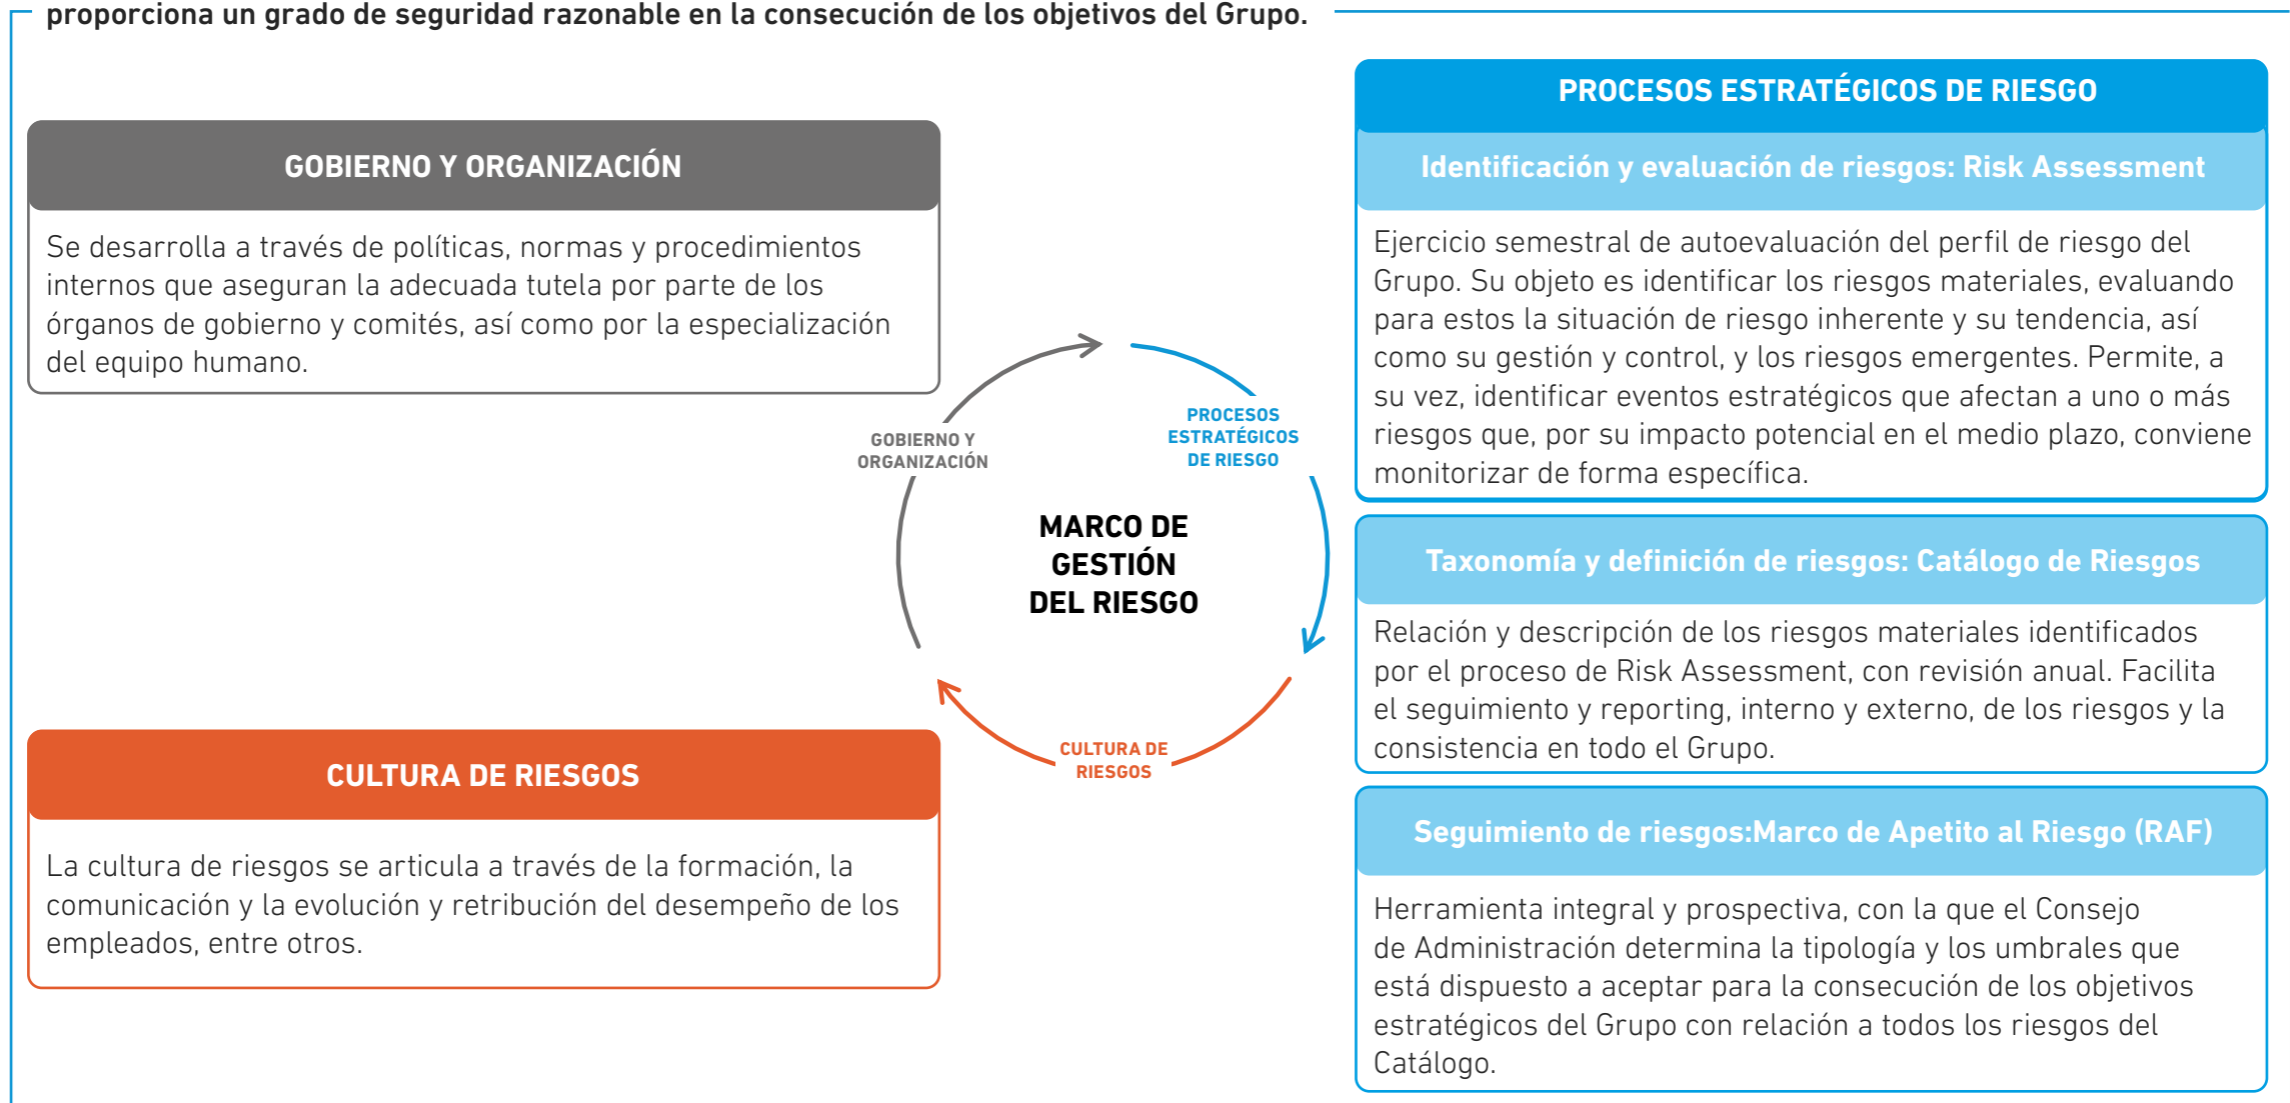 proporciona un grado de seguridad razonable en la consecución de los objetivos del Grupo.
GOBIERNO Y ORGANIZACIÓN
Se desarrolla a través de políticas, normas y procedimientos
internos que aseguran la adecuada tutela por parte de los
órganos de gobierno y comités, así como por la especialización
del equipo humano.
CULTURA DE RIESGOS
La cultura de riesgos se articula a través de la formación, la
comunicación y la evolución y retribución del desempeño de los
empleados, entre otros.
GOBIERNO Y
ORGANIZACIÓN
PROCESOS
ESTRATÉGICOS
DE RIESGO
MARCO DE
GESTIÓN
DEL RIESGO
CULTURA DE
RIESGOS
PROCESOS ESTRATÉGICOS DE RIESGO
Identificación y evaluación de riesgos: Risk Assessment
Ejercicio semestral de autoevaluación del perfil de riesgo del
Grupo. Su objeto es identificar los riesgos materiales, evaluando
para estos la situación de riesgo inherente y su tendencia, así
como su gestión y control, y los riesgos emergentes. Permite, a
su vez, identificar eventos estratégicos que afectan a uno o más
riesgos que, por su impacto potencial en el medio plazo, conviene
monitorizar de forma específica.
Taxonomía y definición de riesgos: Catálogo de Riesgos
Relación y descripción de los riesgos materiales identificados
por el proceso de Risk Assessment, con revisión anual. Facilita
el seguimiento y reporting, interno y externo, de los riesgos y la
consistencia en todo el Grupo.
Seguimiento de riesgos:Marco de Apetito al Riesgo (RAF)
Herramienta integral y prospectiva, con la que el Consejo
de Administración determina la tipología y los umbrales que
está dispuesto a aceptar para la consecución de los objetivos
estratégicos del Grupo con relación a todos los riesgos del
Catálogo.